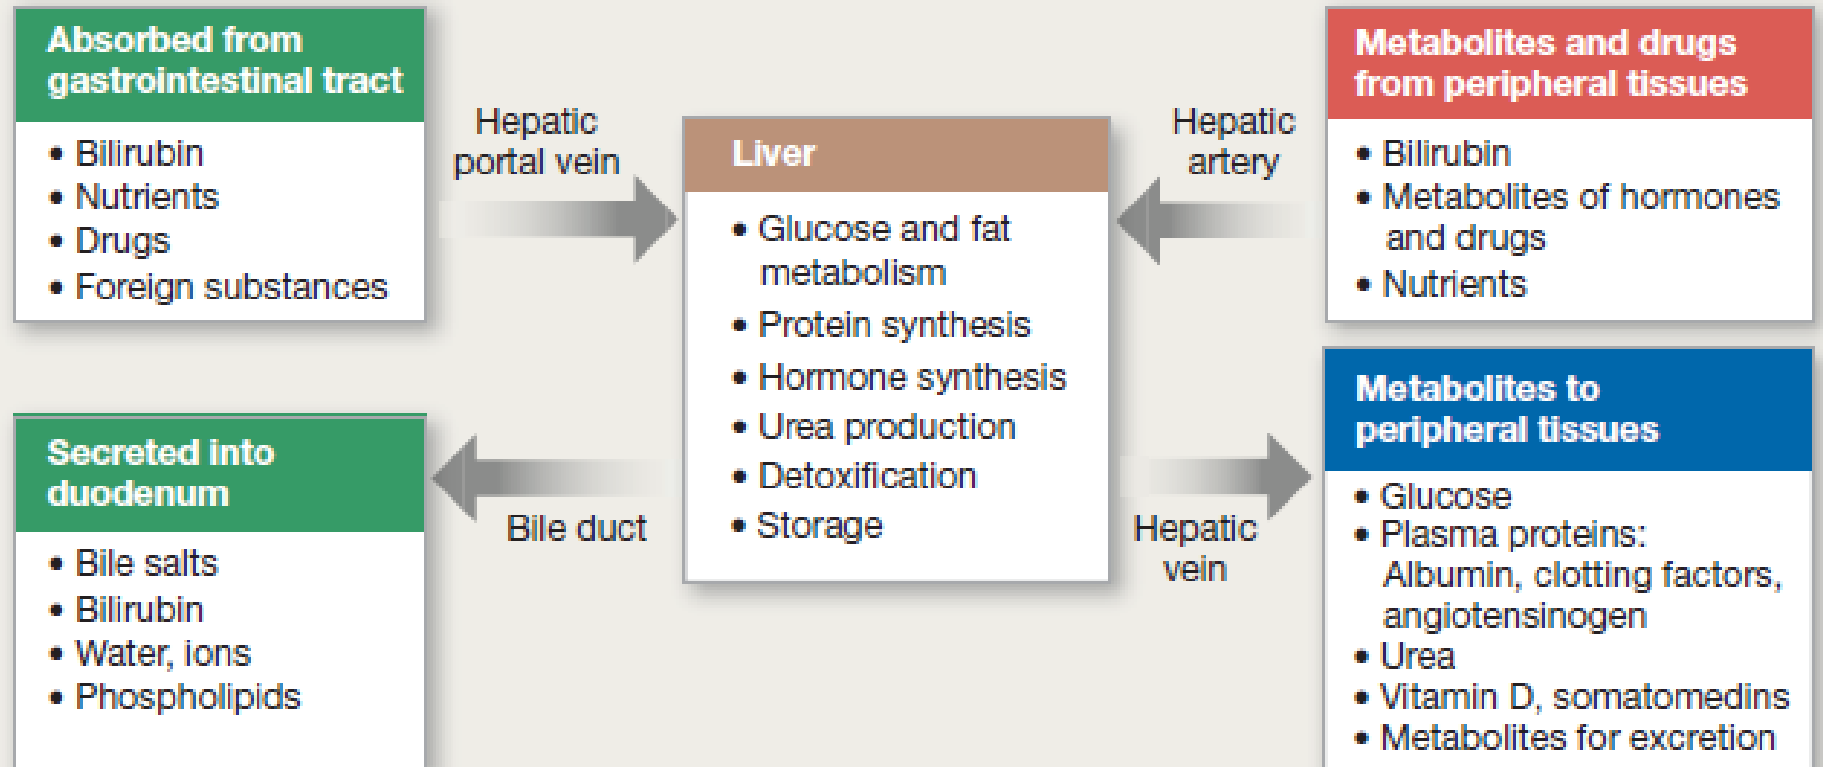 Absorbed from
gastrointestinal tract
• Bilirubin
• Nutrients
• Drugs
• Foreign substances
Hepatic
portal vein
Liver
• Glucose and fat
metabolism
• Protein synthesis
• Hormone synthesis
• Urea production
• Detoxification
• Storage
Hepatic
artery
Metabolites and drugs
from peripheral tissues
• Bilirubin
• Metabolites of hormones
and drugs
• Nutrients
Secreted into
duodenum
• Bile salts
• Bilirubin
• Water, ions
• Phospholipids
Bile duct
Hepatic
vein
Metabolites to
peripheral tissues
• Glucose
• Plasma proteins:
Albumin, clotting factors,
angiotensinogen
• Urea
• Vitamin D, somatomedins
• Metabolites for excretion